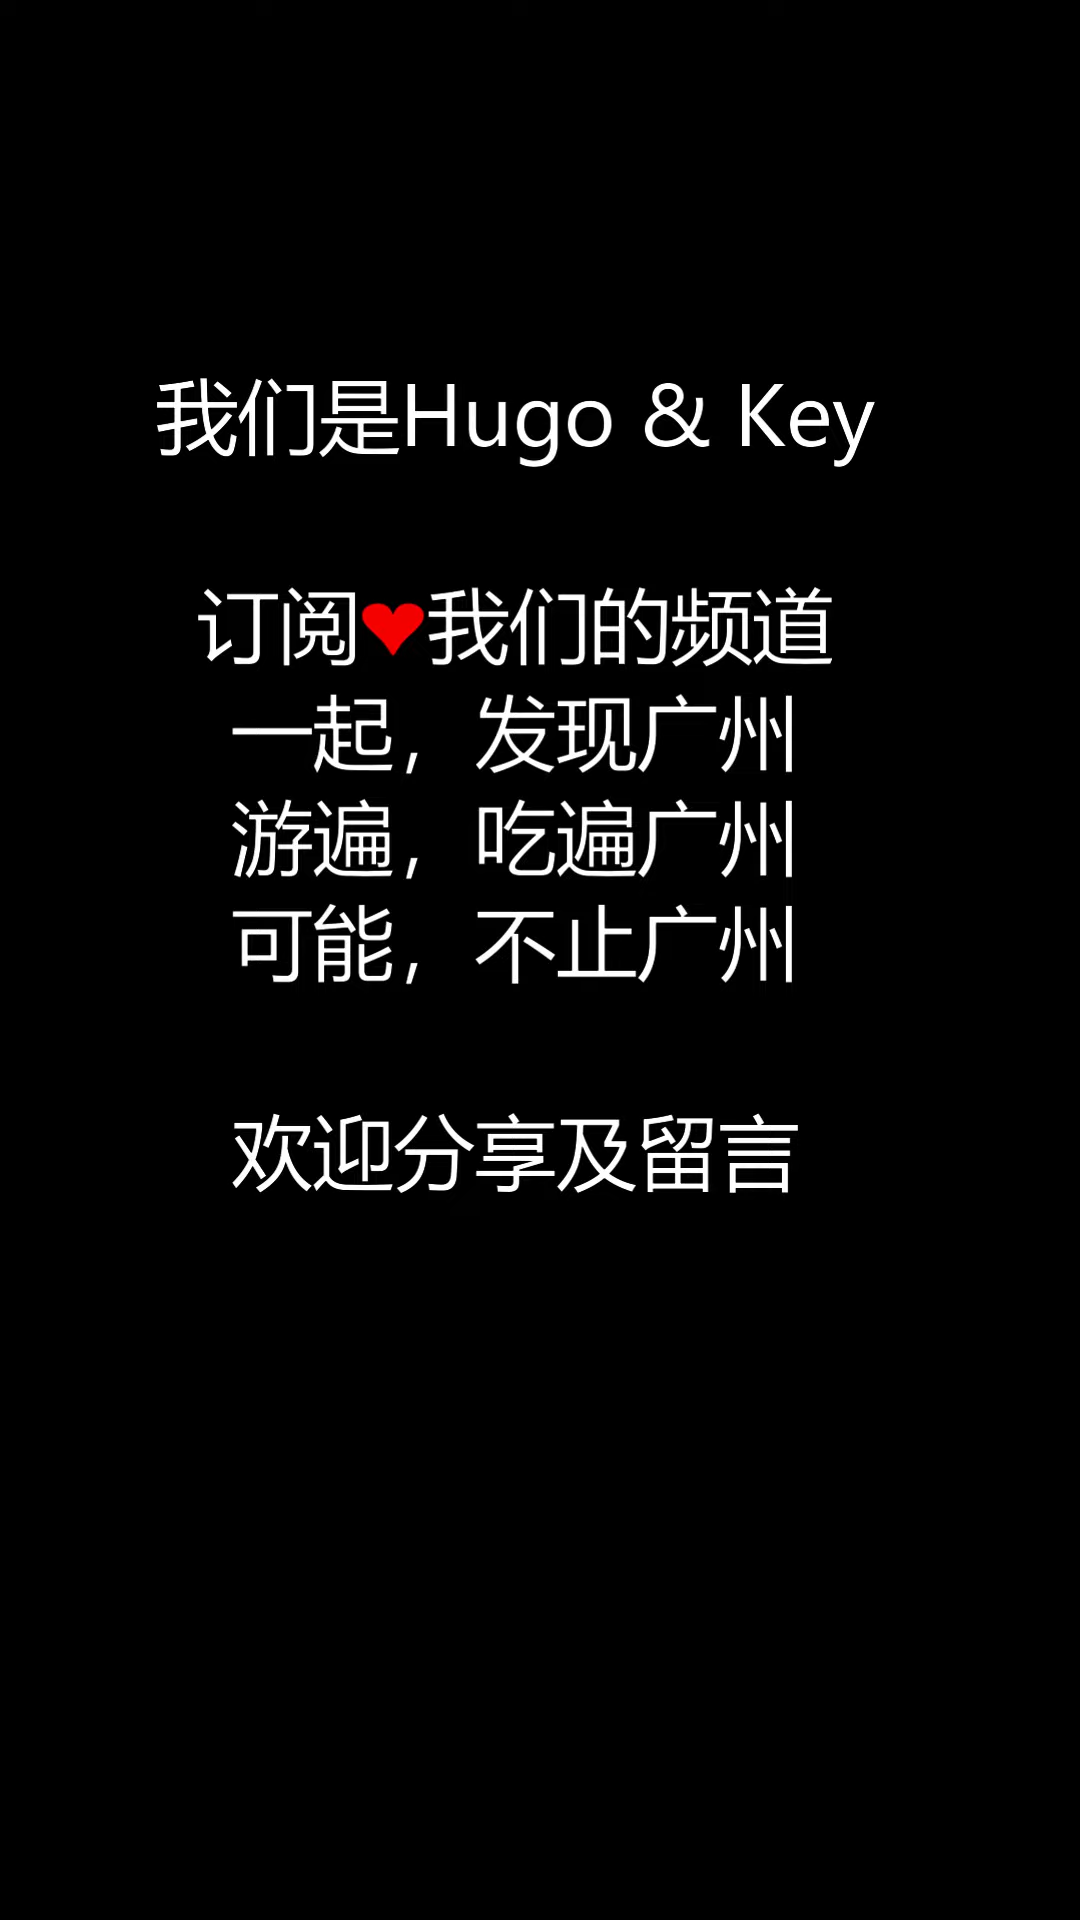 我们是Hugo & Key
订阅❤我们的频道
一起，发现广州
游遍，吃遍广州
可能，不止广州
欢迎分享及留言